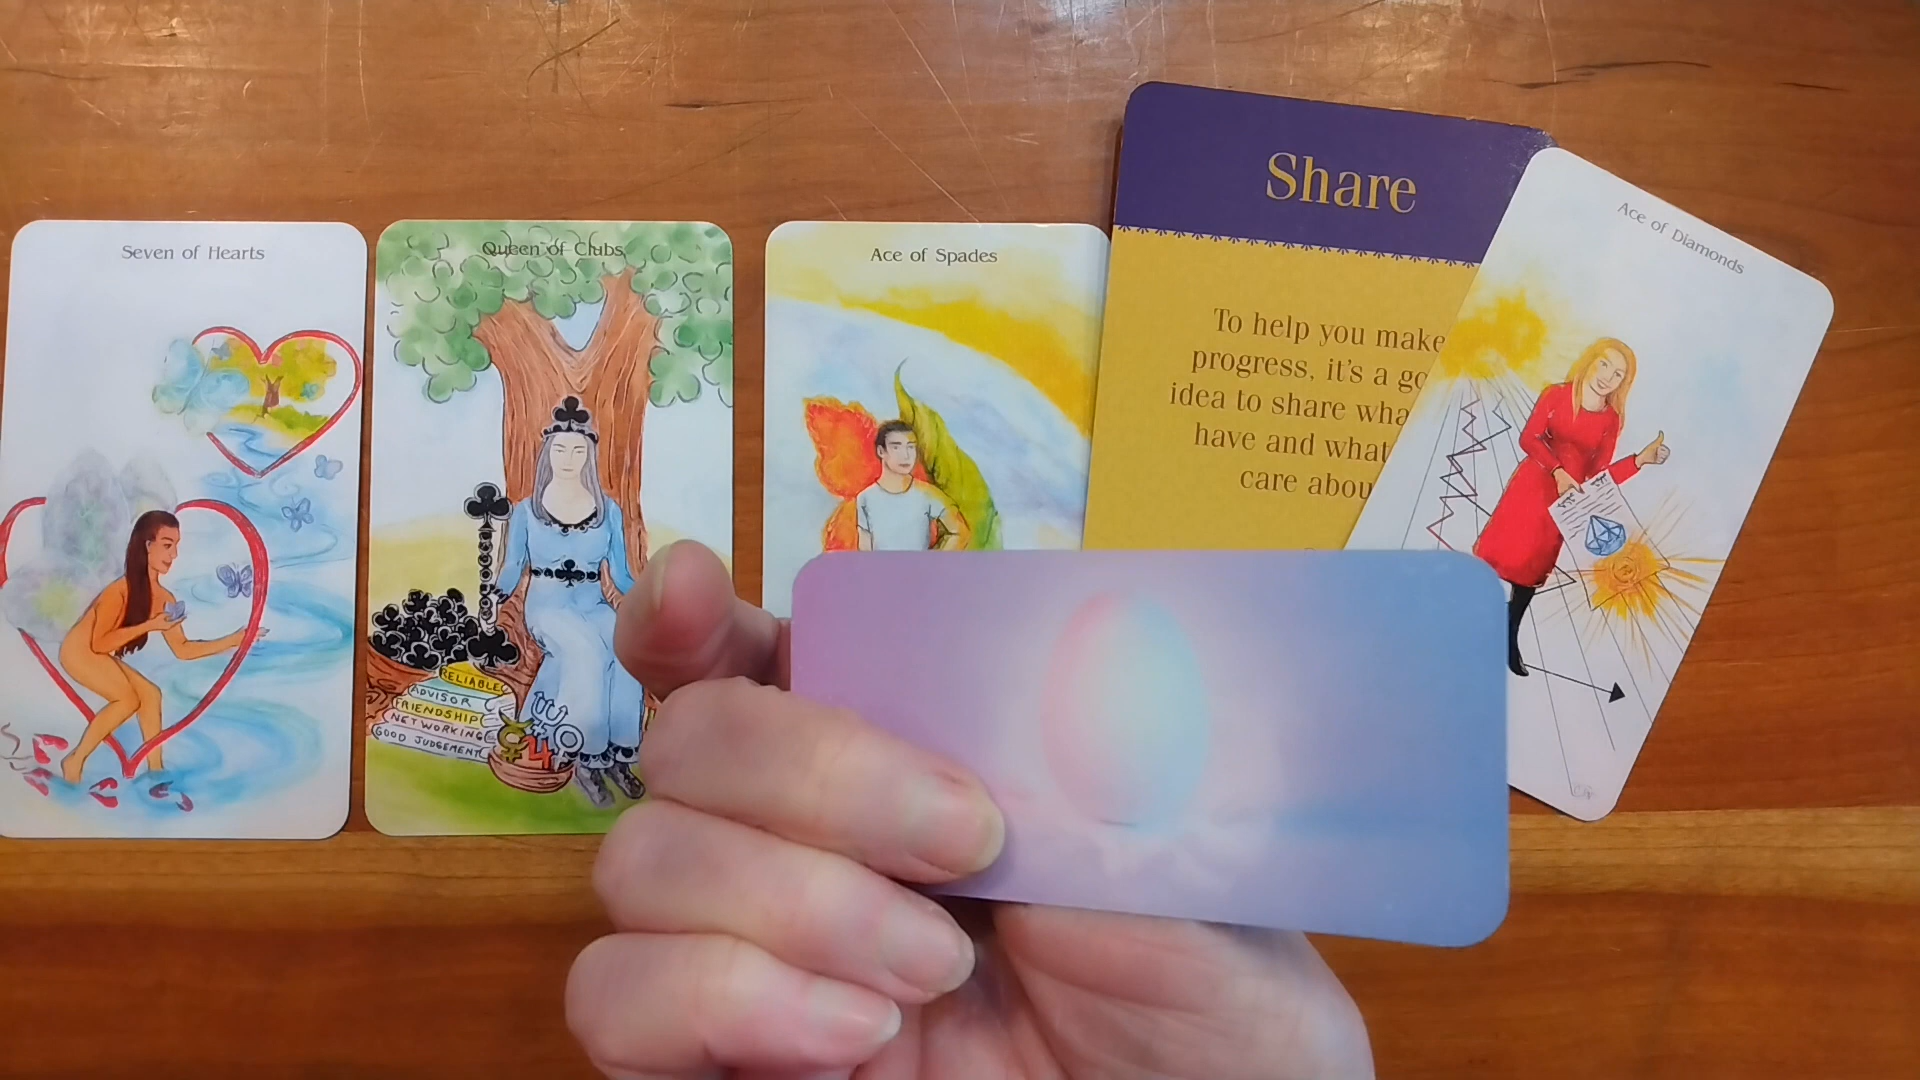 Seven of Hearts
Queen of Clubs
RELIABLE
ADVISOR
FRIENDSHIP
NETWORKING
GOOD JUDGEMENT
Ace of Spades
Share
To help you make
progress, it's a go
idea to share wha
have and what
care abou
Ace of Diamonds